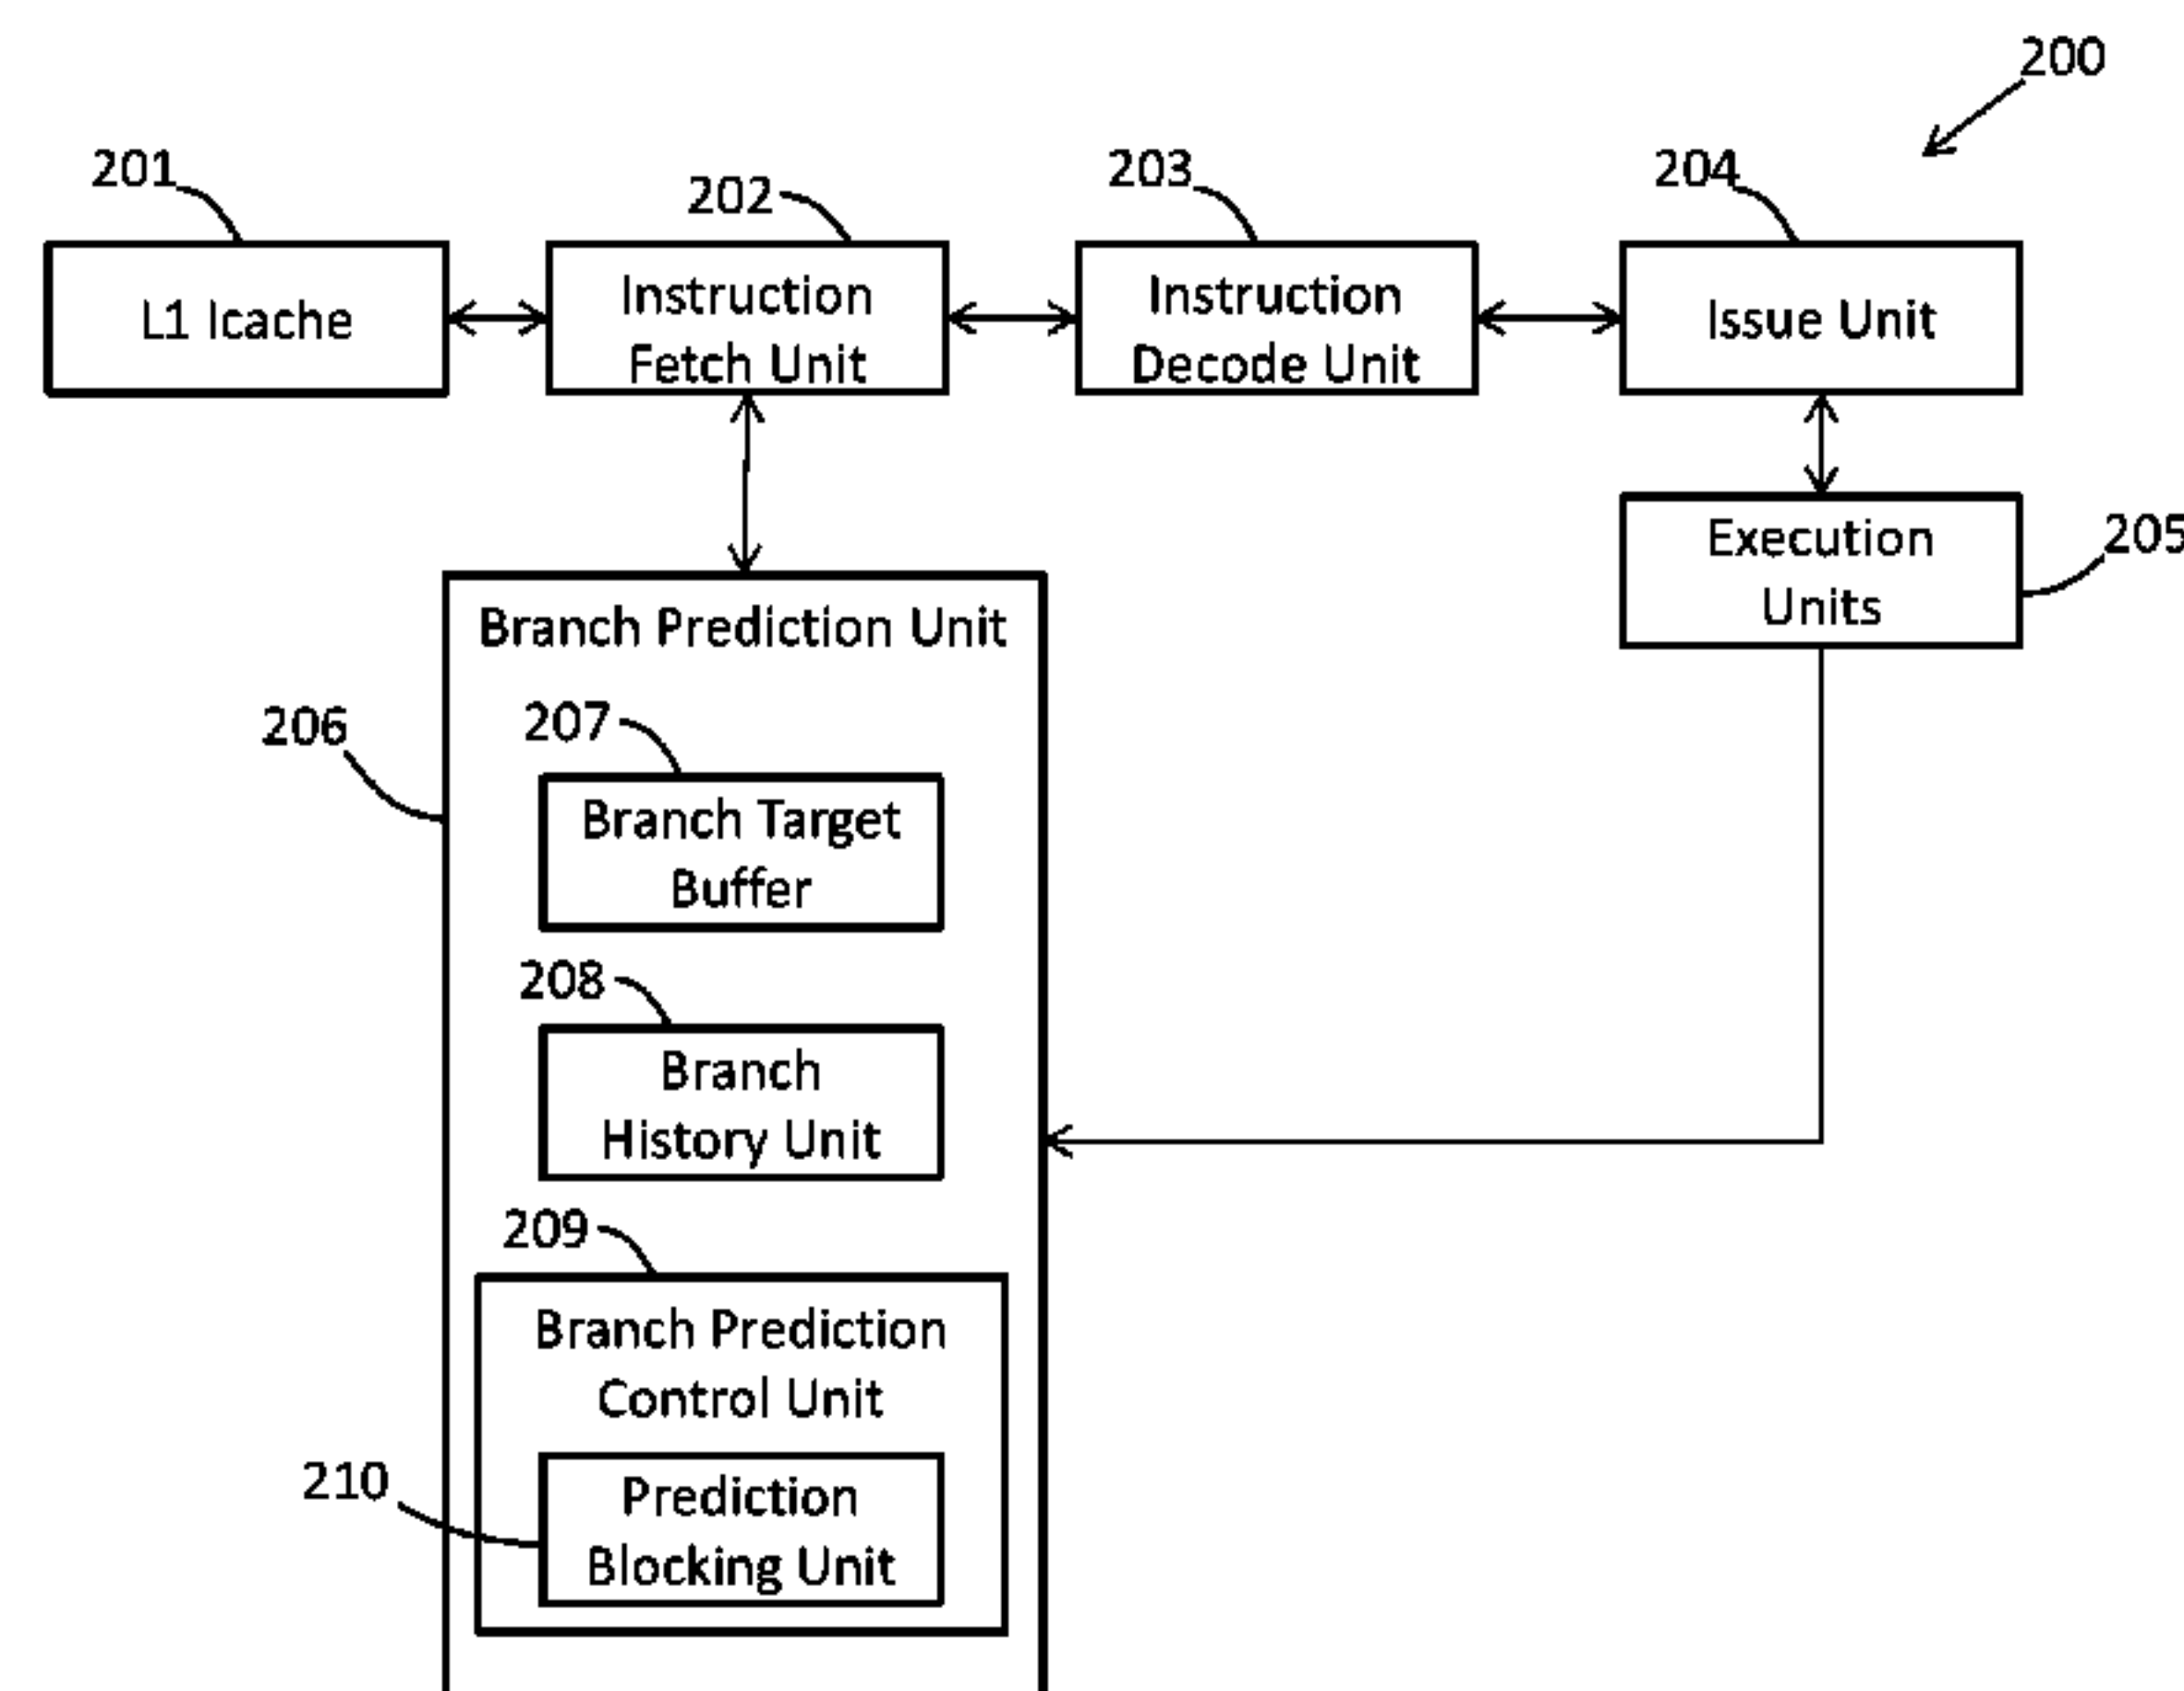 200
201
202
203
204
L1 Icache
Instruction
Fetch Unit
Instruction
Decode Unit
Issue Unit
Execution
Units
205
Branch Prediction Unit
206
207
Branch Target
Buffer
208
Branch
History Unit
209
Branch Prediction
Control Unit
210
Prediction
Blocking Unit